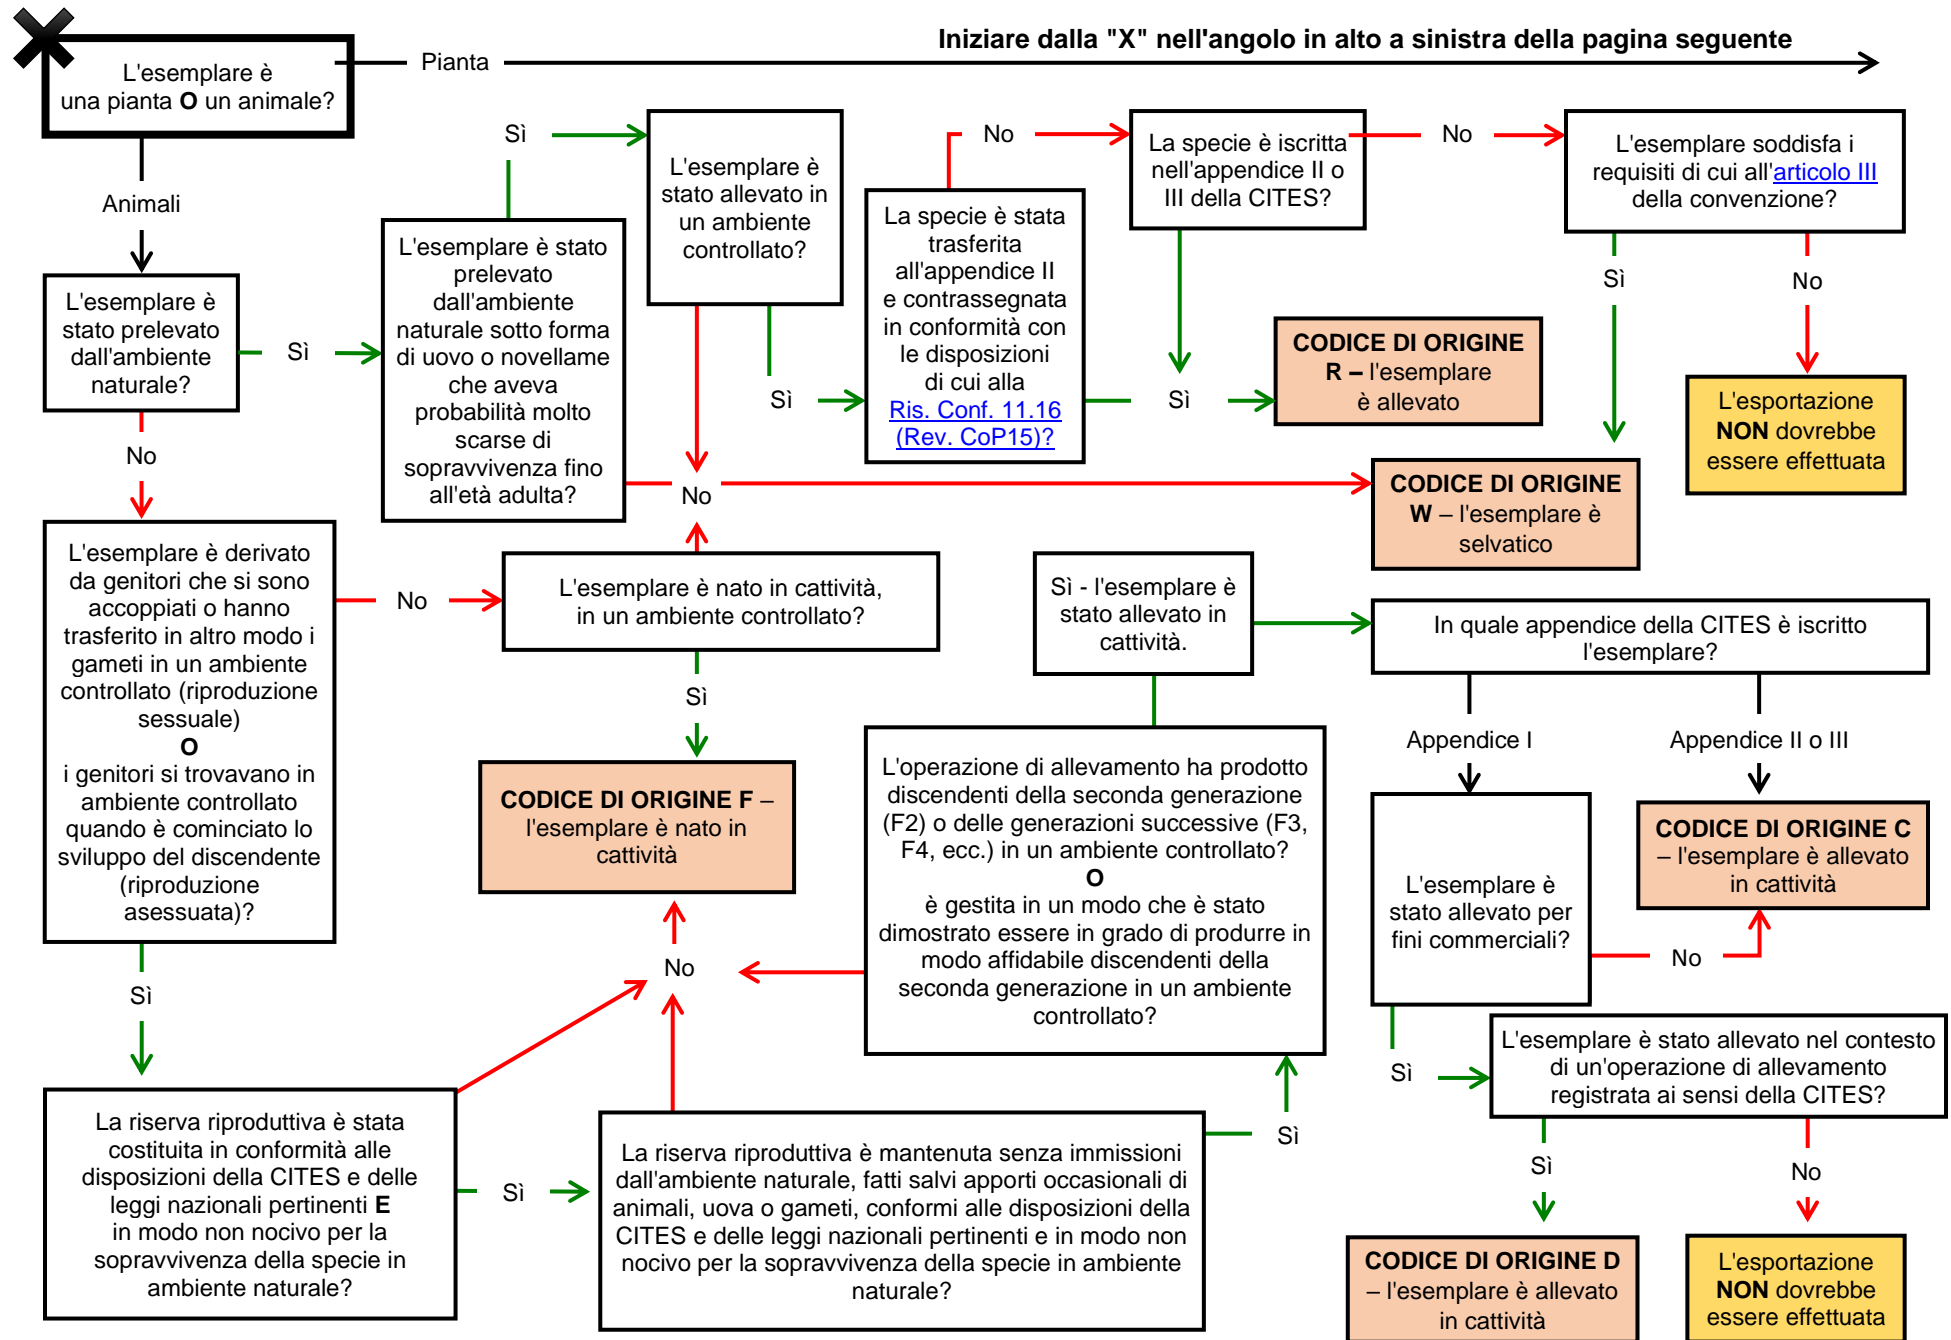 Iniziare dalla "X" nell'angolo in alto a sinistra della pagina seguente
L'esemplare è
una pianta O un animale?
Pianta
Animali
L'esemplare è
stato prelevato
dall'ambiente
naturale?
Sì
No
L'esemplare è stato
prelevato
dall'ambiente
naturale sotto forma
di uovo o novellame
che aveva
probabilità molto
scarse di
sopravvivenza fino
all'età adulta?
Sì
L'esemplare è
stato allevato in
un ambiente
controllato?
Sì
No
La specie è stata
trasferita
all'appendice II
e contrassegnata
in conformità con
le disposizioni
di cui alla
Ris. Conf. 11.16
(Rev. CoP15)?
No
Sì
La specie è iscritta
nell'appendice II o
III della CITES?
No
L'esemplare soddisfa i
requisiti di cui all'articolo III
della convenzione?
Sì
No
CODICE DI ORIGINE
R – l'esemplare
è allevato
CODICE DI ORIGINE
W – l'esemplare è
selvatico
L'esportazione
NON dovrebbe
essere effettuata
L'esemplare è derivato
da genitori che si sono
accoppiati o hanno
trasferito in altro modo i
gameti in un ambiente
controllato (riproduzione
sessuale)
O
i genitori si trovavano in
ambiente controllato
quando è cominciato lo
sviluppo del discendente
(riproduzione
asessuata)?
No
Sì
L'esemplare è nato in cattività,
in un ambiente controllato?
Sì
CODICE DI ORIGINE F –
l'esemplare è nato in
cattività
No
Sì - l'esemplare è
stato allevato in
cattività.
In quale appendice della CITES è iscritto
l'esemplare?
Appendice I
Appendice II o III
L'operazione di allevamento ha prodotto
discendenti della seconda generazione
(F2) o delle generazioni successive (F3,
F4, ecc.) in un ambiente controllato?
O
è gestita in un modo che è stato
dimostrato essere in grado di produrre in
modo affidabile discendenti della
seconda generazione in un ambiente
controllato?
L'esemplare è
stato allevato per
fini commerciali?
No
Sì
CODICE DI ORIGINE C
– l'esemplare è allevato
in cattività
L'esemplare è stato allevato nel contesto
di un'operazione di allevamento
registrata ai sensi della CITES?
Sì
No
La riserva riproduttiva è stata
costituita in conformità alle
disposizioni della CITES e delle
leggi nazionali pertinenti E
in modo non nocivo per la
sopravvivenza della specie in
ambiente naturale?
Sì
La riserva riproduttiva è mantenuta senza immissioni
dall'ambiente naturale, fatti salvi apporti occasionali di
animali, uova o gameti, conformi alle disposizioni della
CITES e delle leggi nazionali pertinenti e in modo non
nocivo per la sopravvivenza della specie in ambiente
naturale?
Sì
CODICE DI ORIGINE D
– l'esemplare è allevato
in cattività
L'esportazione
NON dovrebbe
essere effettuata